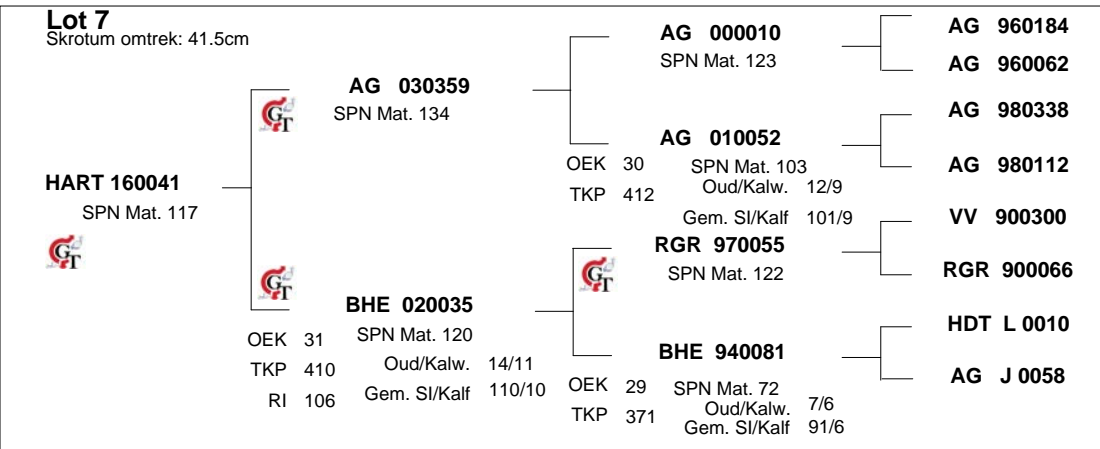 Lot 7
Skrotum omtrek: 41.5cm
HART 160041
SPN Mat. 117
GT
GT
AG 030359
SPN Mat. 134
GT
BHE 020035
OEK 31
SPN Mat. 120
TKP 410
Oud/Kalw. 14/11
RI 106
Gem. SI/Kalf 110/10
AG 000010
SPN Mat. 123
AG 010052
OEK 30
SPN Mat. 103
TKP 412
Oud/Kalw. 12/9
Gem. SI/Kalf 101/9
GT
RGR 970055
SPN Mat. 122
BHE 940081
OEK 29
SPN Mat. 72
TKP 371
Oud/Kalw. 7/6
Gem. SI/Kalf 91/6
AG 960184
AG 960062
AG 980338
AG 980112
VV 900300
RGR 900066
HDT L 0010
AG J 0058